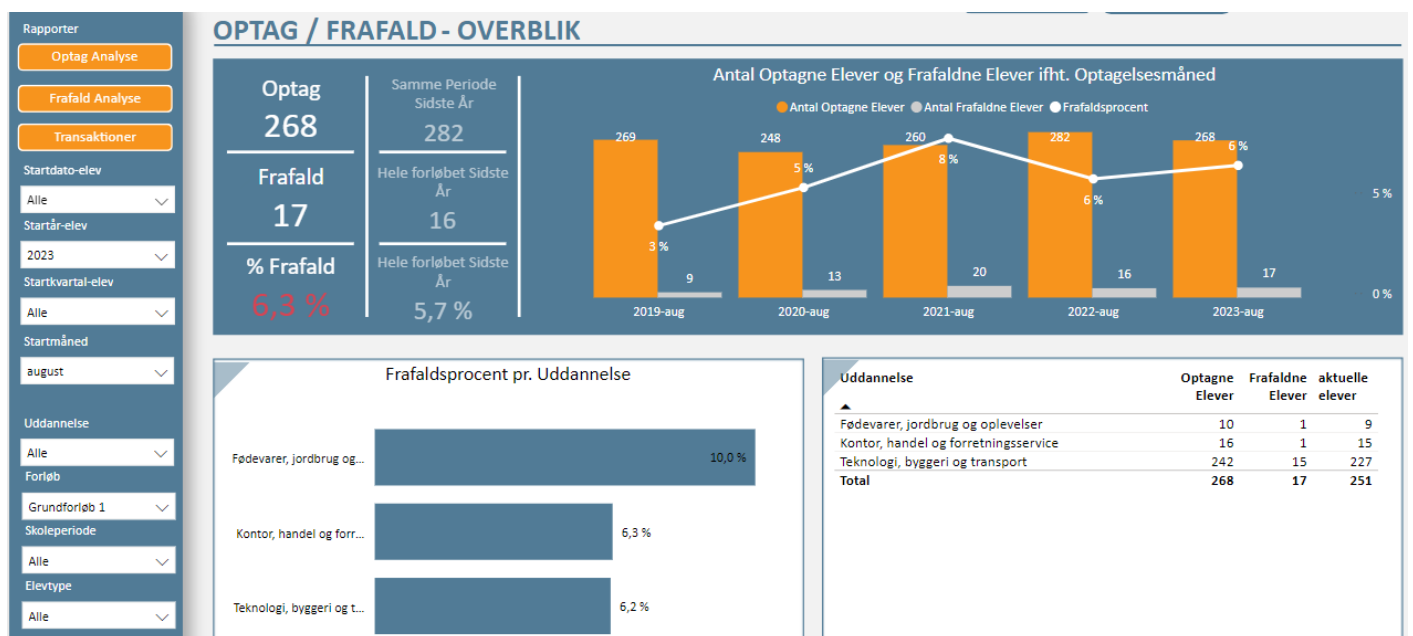 Rapporter
Optag Analyse
Frafald Analyse
Transaktioner
Startdato-elev
Alle
Startår-elev
2023
Startkvartal-elev
Alle
Startmåned
august
Uddannelse
Alle
Forløb
Grundforløb 1
Skoleperiode
Alle
Elevtype
Alle
OPTAG / FRAFALD - OVERBLIK
Optag
268
Samme Periode
Sidste År
282
Frafald
17
Hele forløbet Sidste
År
16
% Frafald
6,3 %
Hele forløbet Sidste
År
5,7 %
Antal Optagne Elever og Frafaldne Elever ifht. Optagelsesmåned
Antal Optagne Elever Antal Frafaldne Elever Frafaldsprocent
269 248 260 282 268
3 % 5 % 8 % 6 % 6 %
9 13 20 16 17
5 %
0 %
2019-aug 2020-aug 2021-aug 2022-aug 2023-aug
Frafaldsprocent pr. Uddannelse
Fødevarer, jordbrug og... 10,0 %
Kontor, handel og forr... 6,3 %
Teknologi, byggeri og t... 6,2 %
Uddannelse Optagne Frafaldne aktuelle
Elever Elever elever
Fødevarer, jordbrug og oplevelser 10 1 9
Kontor, handel og forretningsservice 16 1 15
Teknologi, byggeri og transport 242 15 227
Total 268 17 251